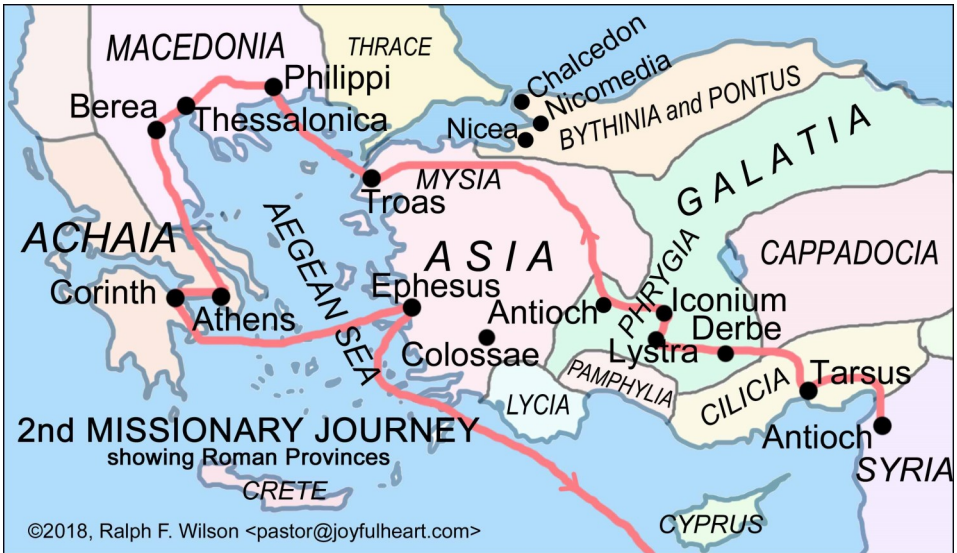 MACEDONIA
THRACE
Chalcedon
Philippi
Nicomedia
Berea
Thessalonica
Nicea
BYTHINIA and PONTUS
GALATIA
MYSIA
Troas
ACHAIA
AEGEAN SEA
ASIA
PHRYGIA
CAPPADOCIA
Corinth
Athens
Ephesus
Antioch
Iconium
Colossae
Lystra
Derbe
PAMPHYLIA
LYCIA
CILICIA
Tarsus
Antioch
SYRIA
2nd MISSIONARY JOURNEY
showing Roman Provinces
CRETE
CYPRUS
©2018, Ralph F. Wilson <pastor@joyfulheart.com>